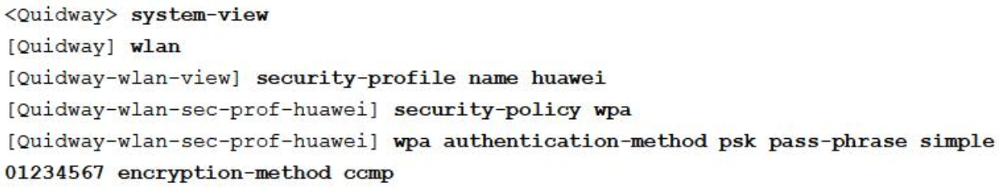 <Quidway> system-view
[Quidway] wlan
[Quidway-wlan-view] security-profile name huawei
[Quidway-wlan-sec-prof-huawei] security-policy wpa
[Quidway-wlan-sec-prof-huawei] wpa authentication-method psk pass-phrase simple
01234567 encryption-method ccmp